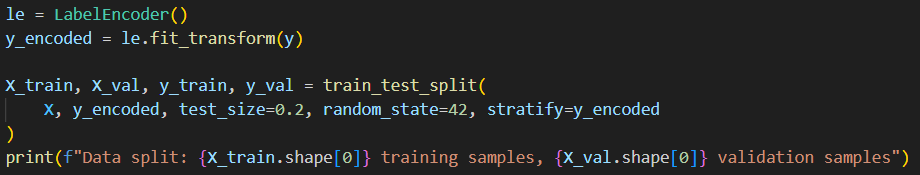 le = LabelEncoder()
y_encoded = le.fit_transform(y)
X_train, X_val, y_train, y_val = train_test_split(
    X, y_encoded, test_size=0.2, random_state=42, stratify=y_encoded
)
print(f"Data split: {X_train.shape[0]} training samples, {X_val.shape[0]} validation samples")